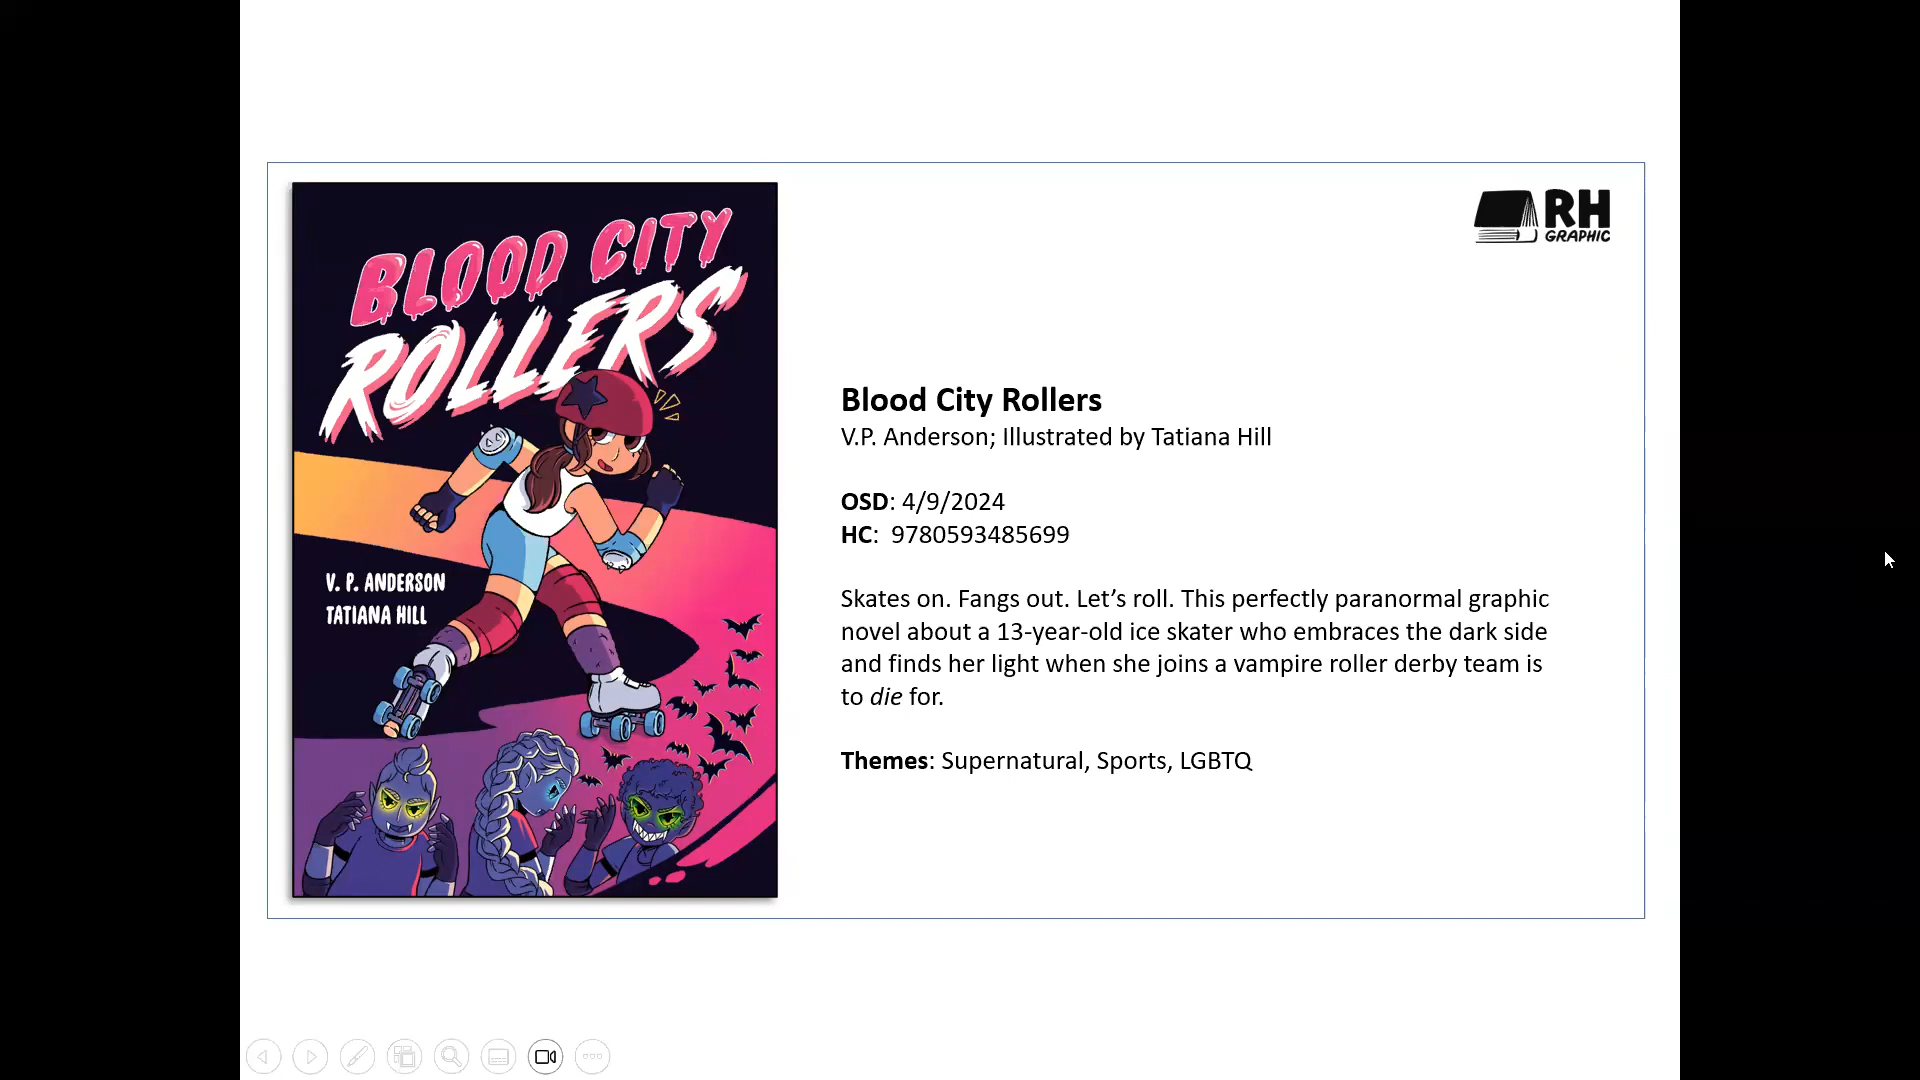 BLOOD CITY
ROLLERS
V. P. ANDERSON
TATIANA HILL
RH
GRAPHIC
Blood City Rollers
V.P. Anderson; Illustrated by Tatiana Hill
OSD: 4/9/2024
HC:  9780593485699
Skates on. Fangs out. Let’s roll. This perfectly paranormal graphic
novel about a 13-year-old ice skater who embraces the dark side
and finds her light when she joins a vampire roller derby team is
to die for.
Themes: Supernatural, Sports, LGBTQ